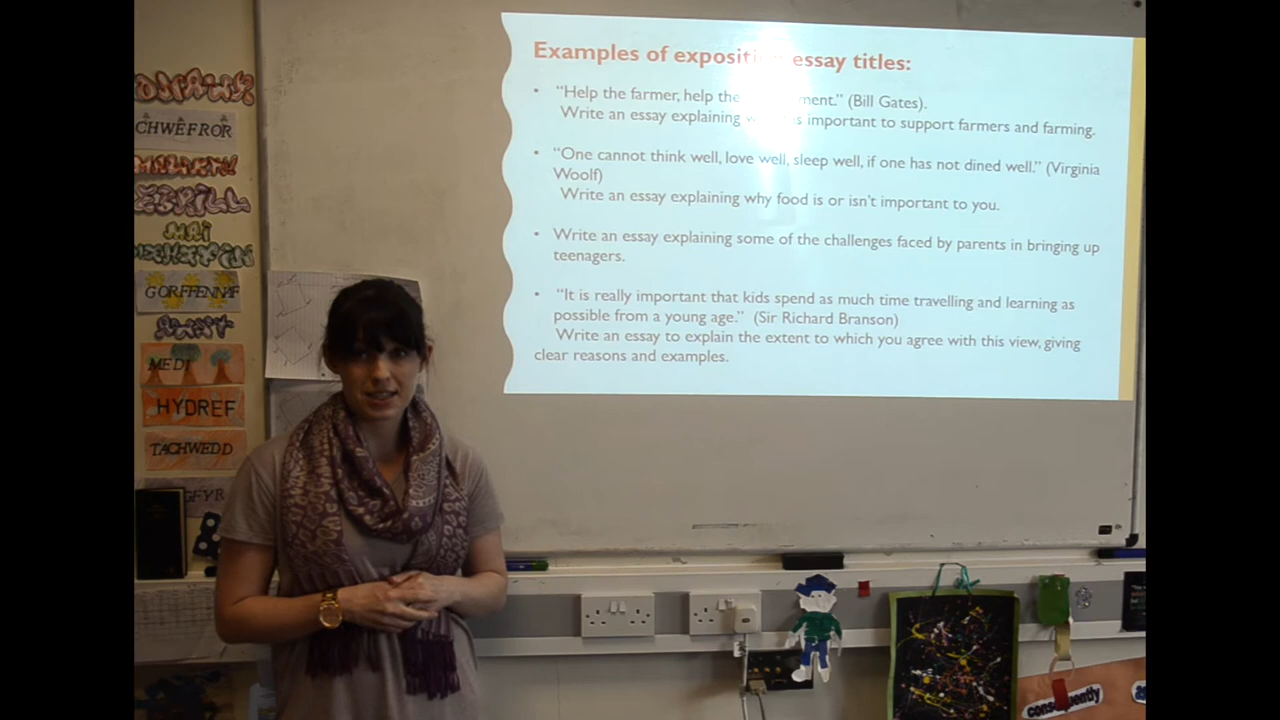 Examples of expositi essay titles:
• “Help the farmer, help the ment.” (Bill Gates).
Write an essay explaining s important to support farmers and farming.
• “One cannot think well, love well, sleep well, if one has not dined well.” (Virginia
Woolf)
Write an essay explaining why food is or isn't important to you.
• Write an essay explaining some of the challenges faced by parents in bringing up
teenagers.
• “It is really important that kids spend as much time travelling and learning as
possible from a young age.” (Sir Richard Branson)
Write an essay to explain the extent to which you agree with this view, giving
clear reasons and examples.
CHWEFROR
EBRILL
MAI
MEHEFIN
GORFFENNAF
AWST
MEDI
HYDREF
TACHWEDD
GFYR
consequently